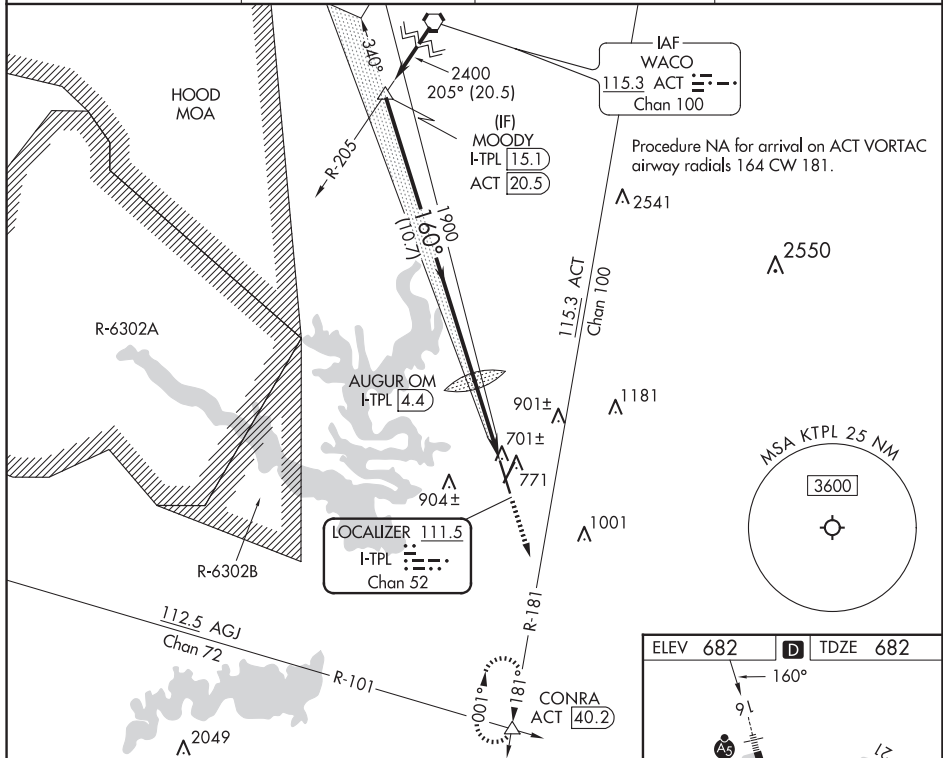 340°
2400
205° (20.5)
HOOD
MOA
IAF
WACO
115.3 ACT
Chan 100
(IF)
MOODY
I-TPL 15.1
ACT 20.5
R-205
Procedure NA for arrival on ACT VORTAC
airway radials 164 CW 181.
2541
1900
160°
(10.7)
2550
115.3 ACT
Chan 100
R-6302A
AUGUR OM
I-TPL 4.4
901±
1181
701±
771
MSA KTPL 25 NM
3600
904±
LOCALIZER 111.5
I-TPL
Chan 52
1001
R-6302B
R-181
112.5 AGJ
Chan 72
R-101
001°
181°
CONRA
ACT 40.2
2049
ELEV 682
D
TDZE 682
160°
16
A5
21